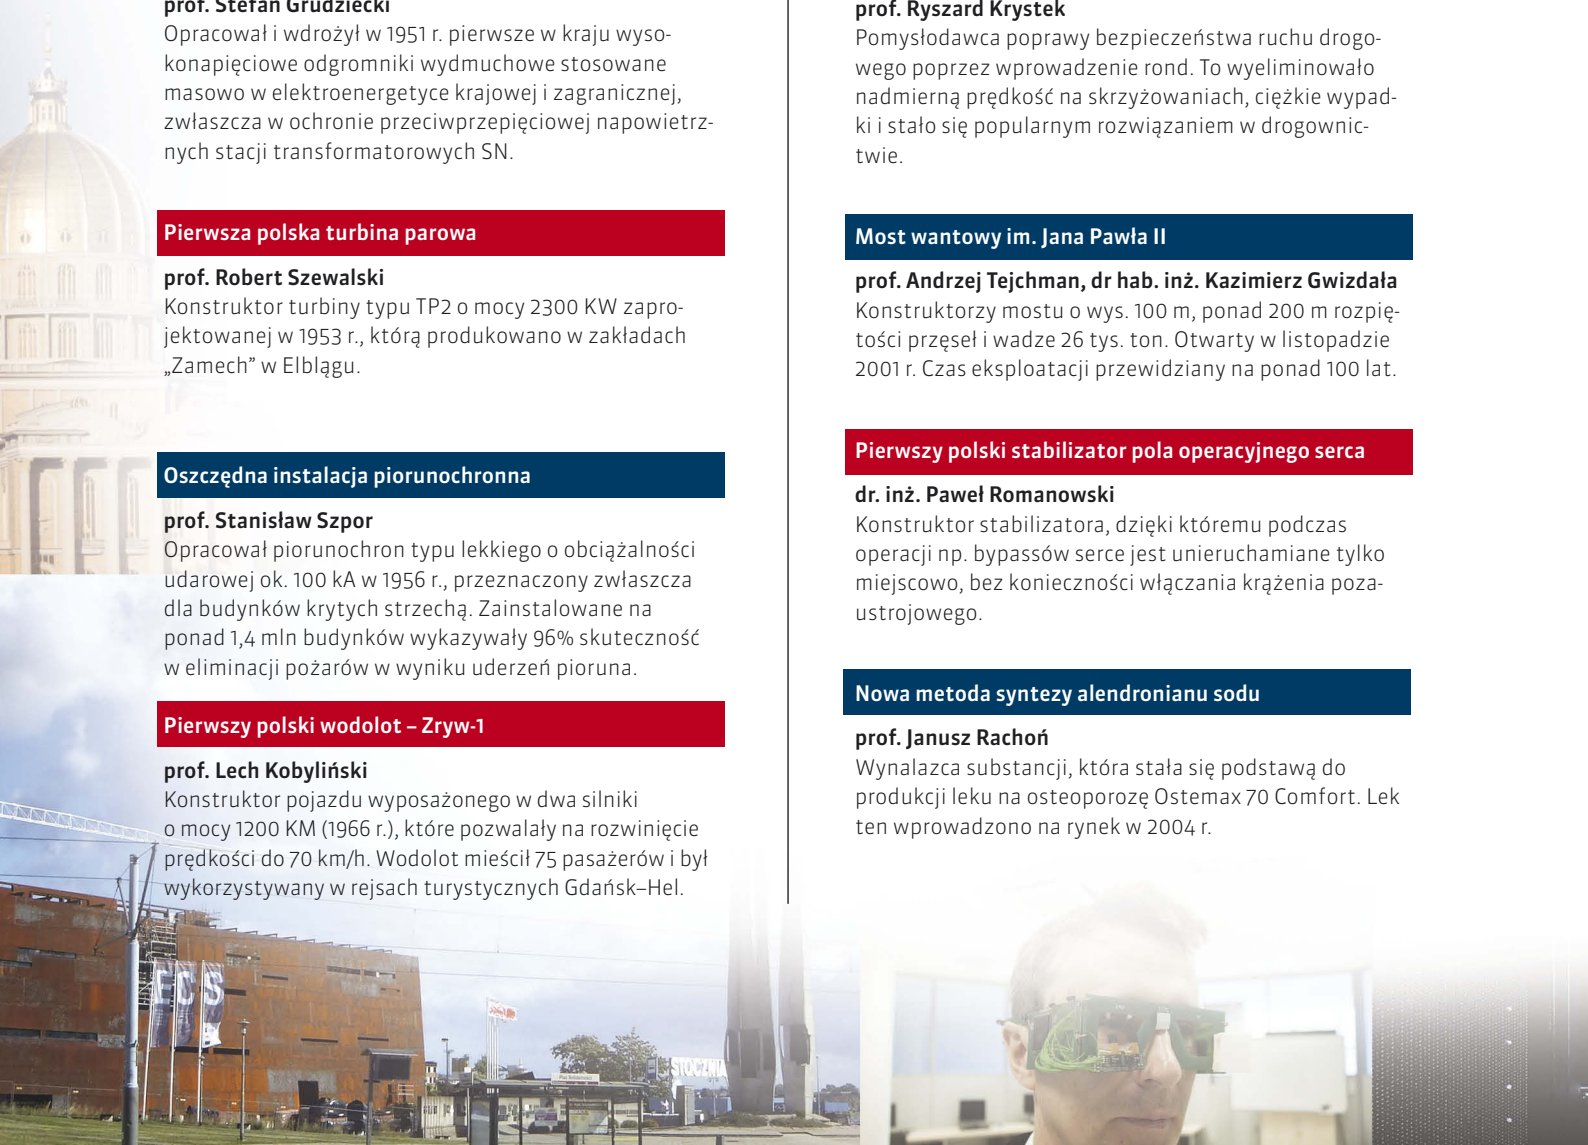 prof. Stefan Grudziecki
Opracował i wdrożył w 1951 r. pierwsze w kraju wyso-
konapięciowe odgromniki wydmuchowe stosowane
masowo w elektroenergetyce krajowej i zagranicznej,
zwłaszcza w ochronie przeciwprzepięciowej napowietrz-
nych stacji transformatorowych SN.
Pierwsza polska turbina parowa
prof. Robert Szewalski
Konstruktor turbiny typu TP2 o mocy 2300 KW zapro-
jektowanej w 1953 r., którą produkowano w zakładach
„Zamech” w Elblągu.
Oszczędna instalacja piorunochronna
prof. Stanisław Szpor
Opracował piorunochron typu lekkiego o obciążalności
udarowej ok. 100 kA w 1956 r., przeznaczony zwłaszcza
dla budynków krytych strzechą. Zainstalowane na
ponad 1,4 mln budynków wykazywały 96% skuteczność
w eliminacji pożarów w wyniku uderzeń pioruna.
Pierwszy polski wodolot – Zryw-1
prof. Lech Kobyliński
Konstruktor pojazdu wyposażonego w dwa silniki
o mocy 1200 KM (1966 r.), które pozwalały na rozwinięcie
prędkości do 70 km/h. Wodolot mieścił 75 pasażerów i był
wykorzystywany w rejsach turystycznych Gdańsk–Hel.
prof. Ryszard Krystek
Pomysłodawca poprawy bezpieczeństwa ruchu drogo-
wego poprzez wprowadzenie rond. To wyeliminowało
nadmierną prędkość na skrzyżowaniach, ciężkie wypad-
ki i stało się popularnym rozwiązaniem w drogownic-
twie.
Most wantowy im. Jana Pawła II
prof. Andrzej Tejchman, dr hab. inż. Kazimierz Gwizdała
Konstruktorzy mostu o wys. 100 m, ponad 200 m rozpię-
tości przęseł i wadze 26 tys. ton. Otwarty w listopadzie
2001 r. Czas eksploatacji przewidziany na ponad 100 lat.
Pierwszy polski stabilizator pola operacyjnego serca
dr. inż. Paweł Romanowski
Konstruktor stabilizatora, dzięki któremu podczas
operacji np. bypassów serce jest unieruchamiane tylko
miejscowo, bez konieczności włączania krążenia poza-
ustrojowego.
Nowa metoda syntezy alendronianu sodu
prof. Janusz Rachoń
Wynalazca substancji, która stała się podstawą do
produkcji leku na osteoporozę Ostemax 70 Comfort. Lek
ten wprowadzono na rynek w 2004 r.
ECS
STOCZNIA